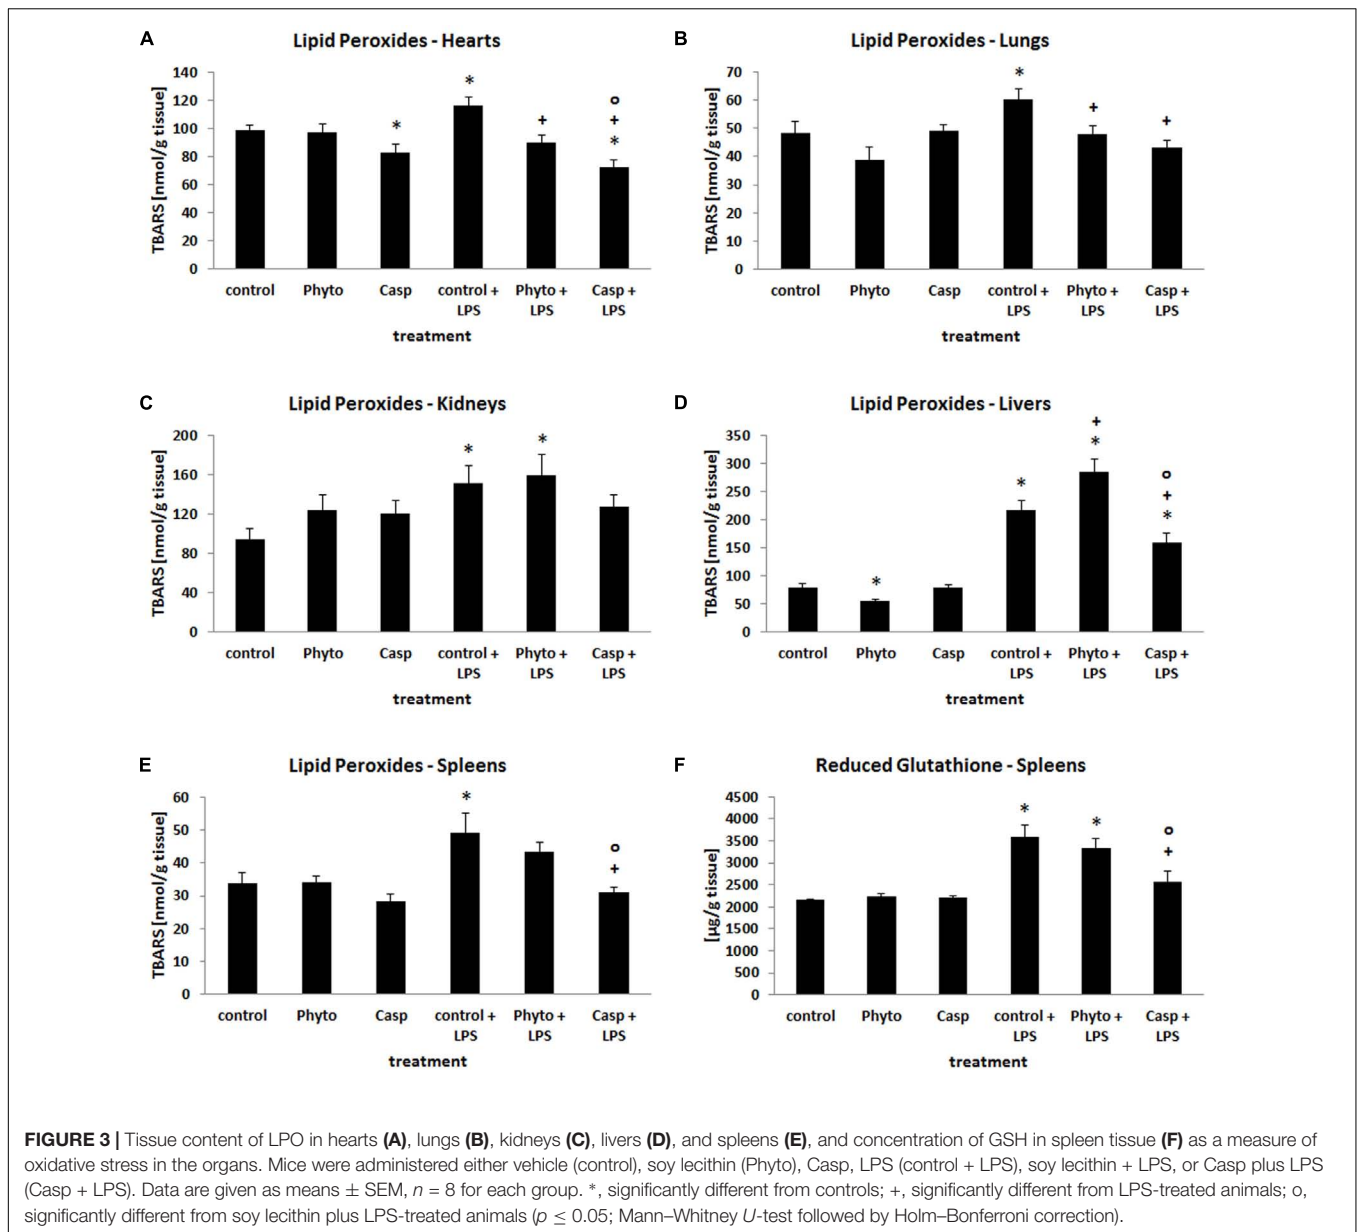 A
Lipid Peroxides - Hearts
TBARS [nmol/g tissue]
140
120
100
80
60
40
20
0
*
*
+
o
+
*
control Phyto Casp control + Phyto + Casp +
LPS LPS LPS
treatment
B
Lipid Peroxides - Lungs
TBARS [nmol/g tissue]
70
60
50
40
30
20
10
0
*
+
+
control Phyto Casp control + Phyto + Casp +
LPS LPS LPS
treatment
C
Lipid Peroxides - Kidneys
TBARS [nmol/g tissue]
200
160
120
80
40
0
*
*
control Phyto Casp control + Phyto + Casp +
LPS LPS LPS
treatment
D
Lipid Peroxides - Livers
TBARS [nmol/g tissue]
350
300
250
200
150
100
50
0
*
*
+
*
o
+
*
control Phyto Casp control + Phyto + Casp +
LPS LPS LPS
treatment
E
Lipid Peroxides - Spleens
TBARS [nmol/g tissue]
60
50
40
30
20
10
0
*
o
+
control Phyto Casp control + Phyto + Casp +
LPS LPS LPS
treatment
F
Reduced Glutathione - Spleens
[µg/g tissue]
4500
4000
3500
3000
2500
2000
1500
1000
500
0
*
*
o
+
control Phyto Casp control + Phyto + Casp +
LPS LPS LPS
treatment
FIGURE 3 | Tissue content of LPO in hearts (A), lungs (B), kidneys (C), livers (D), and spleens (E), and concentration of GSH in spleen tissue (F) as a measure of
oxidative stress in the organs. Mice were administered either vehicle (control), soy lecithin (Phyto), Casp, LPS (control + LPS), soy lecithin + LPS, or Casp plus LPS
(Casp + LPS). Data are given as means ± SEM, n = 8 for each group. *, significantly different from controls; +, significantly different from LPS-treated animals; o,
significantly different from soy lecithin plus LPS-treated animals (p ≤ 0.05; Mann–Whitney U-test followed by Holm–Bonferroni correction).